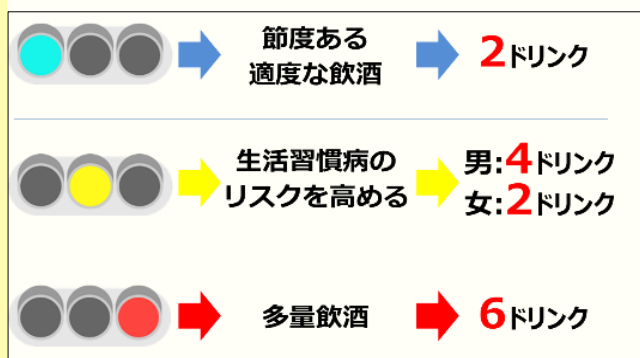 節度ある
適度な飲酒
2ドリンク
生活習慣病の
リスクを高める
男:4ドリンク
女:2ドリンク
多量飲酒
6ドリンク